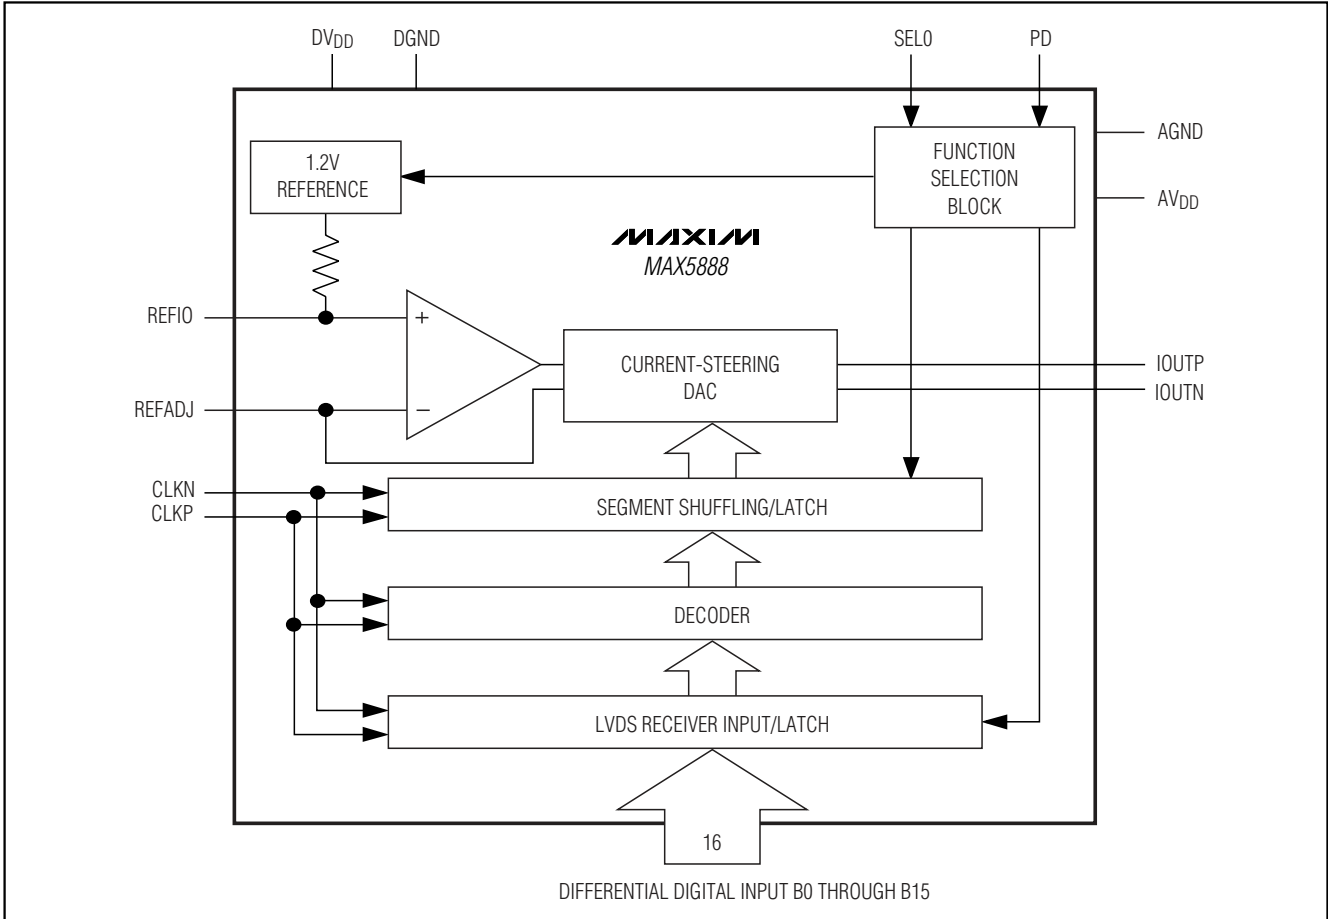 DVDD DGND SEL0 PD
AGND
AVDD
1.2V
REFERENCE
FUNCTION
SELECTION
BLOCK
MAXIM
MAX5888
REFIO
+
REFADJ
−
CURRENT-STEERING
DAC
IOUTP
IOUTN
CLKN
CLKP
SEGMENT SHUFFLING/LATCH
DECODER
LVDS RECEIVER INPUT/LATCH
16
DIFFERENTIAL DIGITAL INPUT B0 THROUGH B15